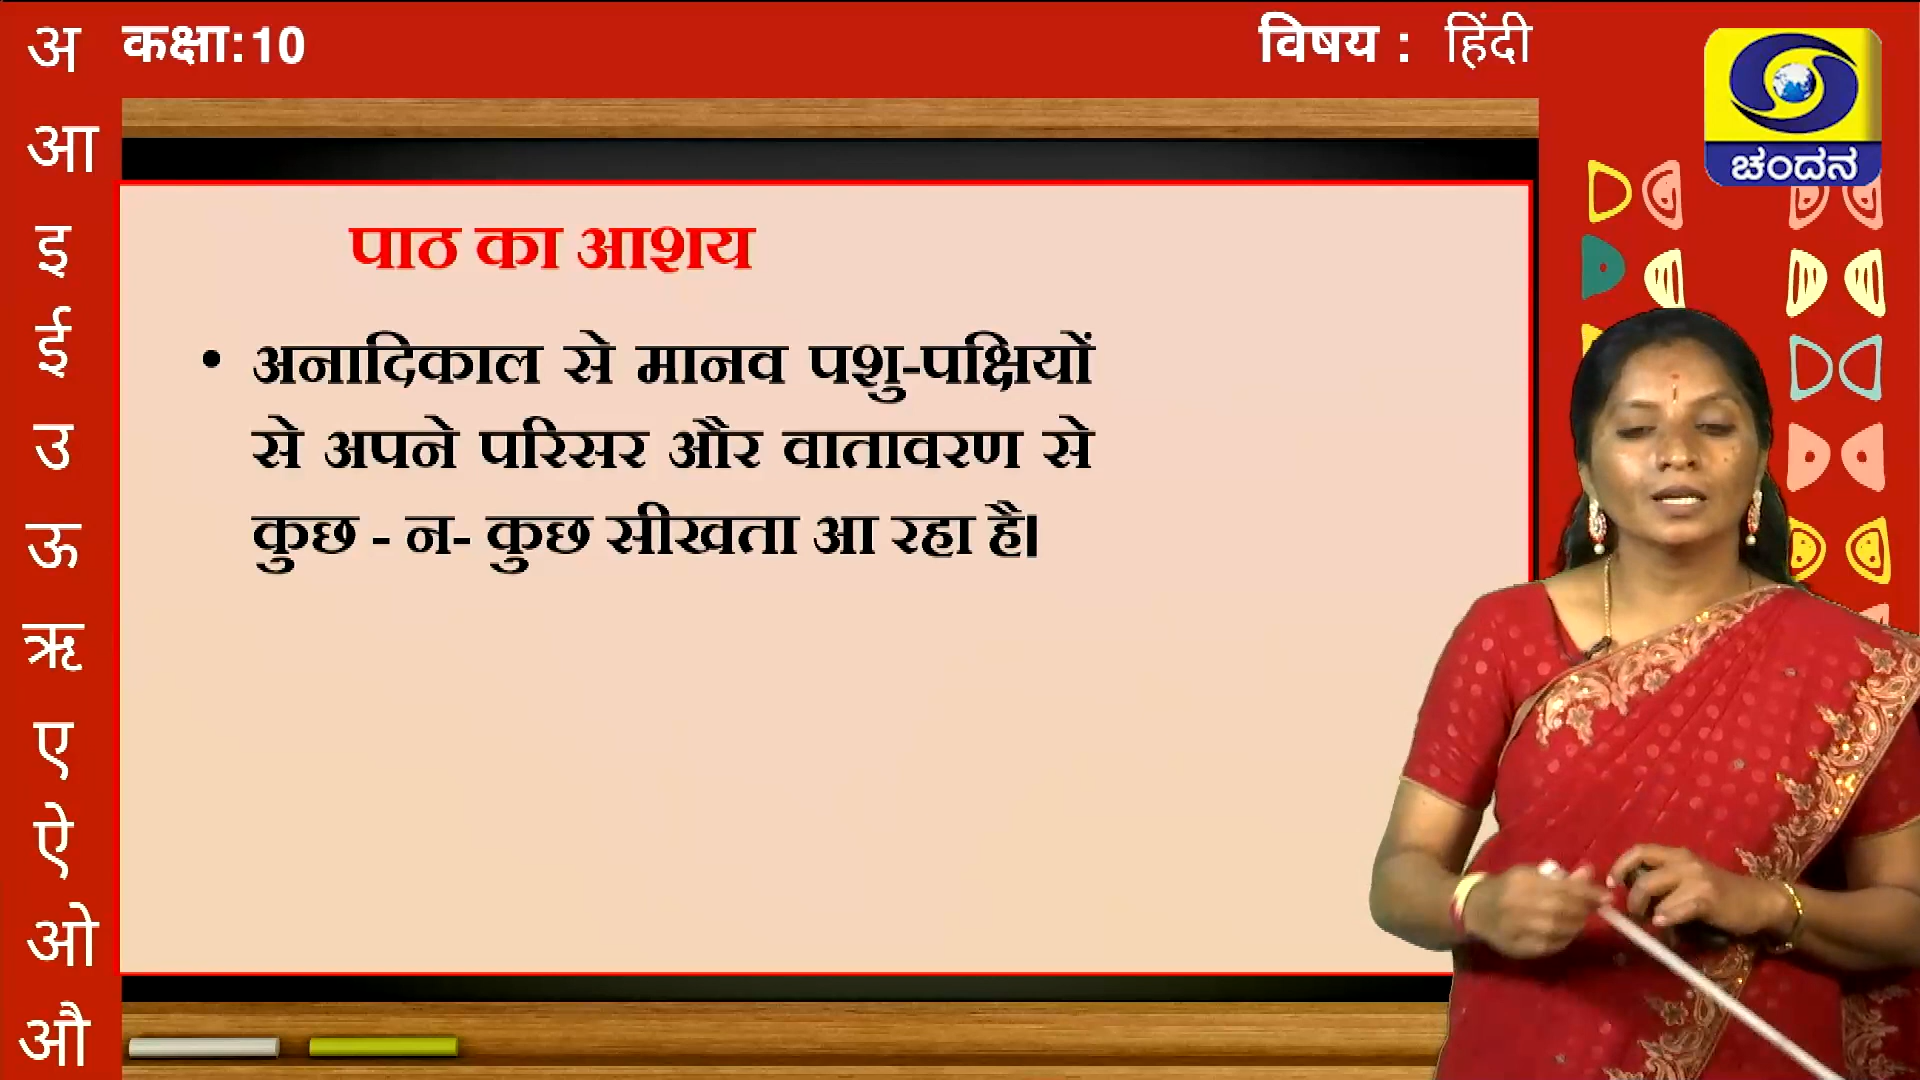 कक्षा:10
विषय : हिंदी
ಚಂದನ
अ
आ
इ
ई
उ
ऊ
ऋ
ए
ऐ
ओ
औ
पाठ का आशय
• अनादिकाल से मानव पशु-पक्षियों
से अपने परिसर और वातावरण से
कुछ - न- कुछ सीखता आ रहा है।